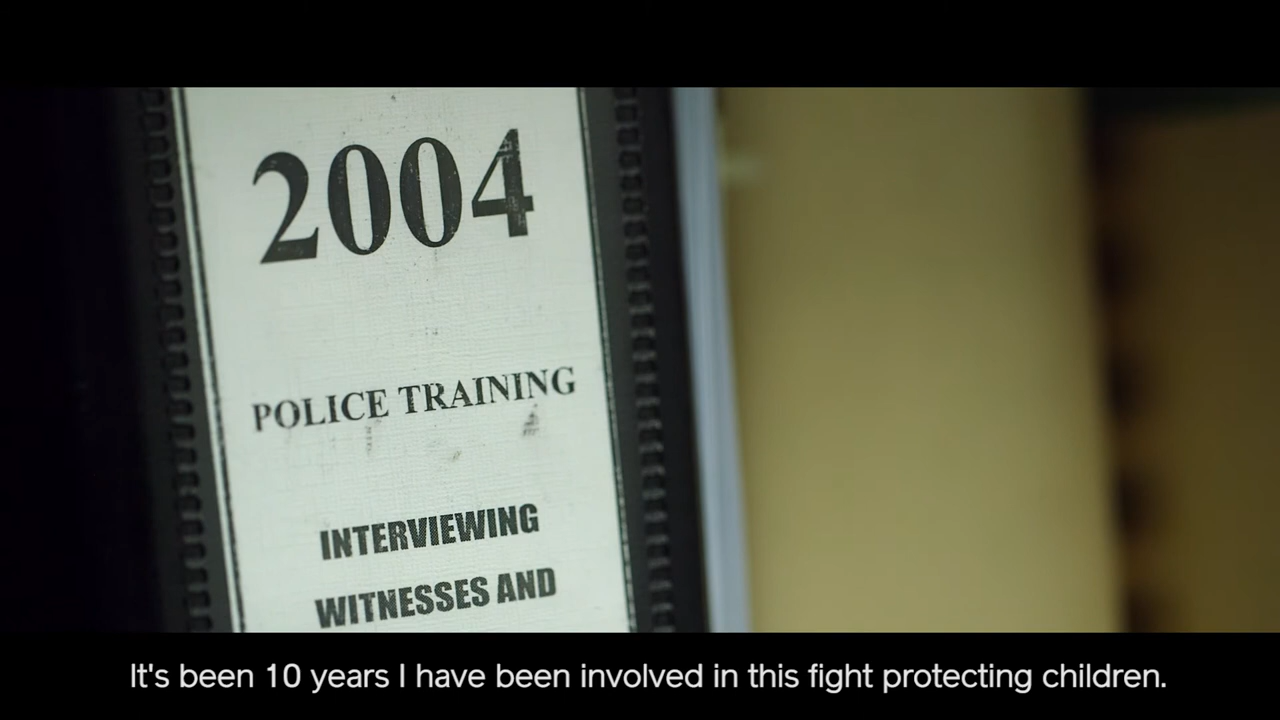 2004
POLICE TRAINING
INTERVIEWING
WITNESSES AND
It's been 10 years I have been involved in this fight protecting children.